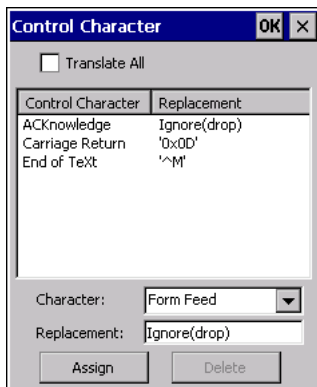 Control Character OK ×
Translate All
Control Character Replacement
ACKnowledge Ignore(drop)
Carriage Return '0x0D'
End of TeXt '^M'
Character: Form Feed
Replacement: Ignore(drop)
Assign Delete